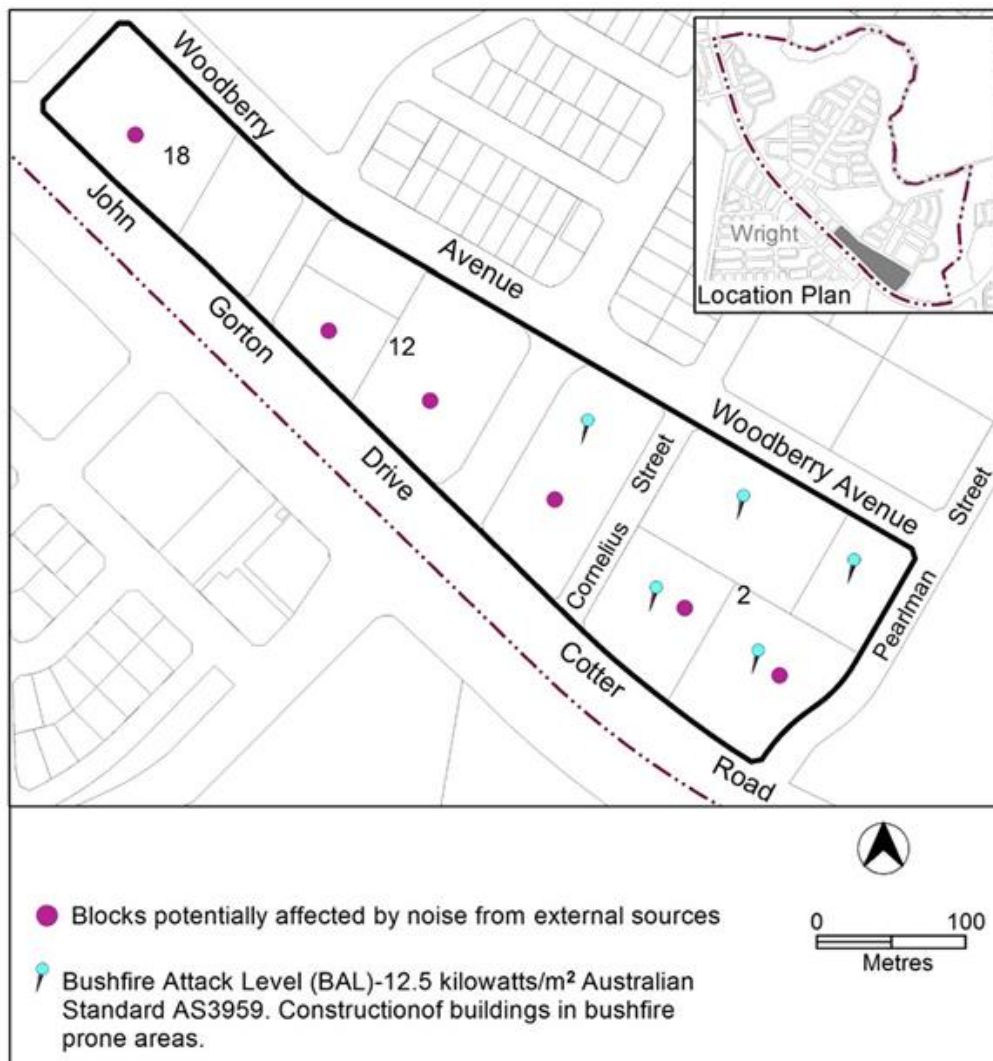 Woodberry
Avenue
Woodberry Avenue
Wright
Location Plan
18
John
Gorton
Drive
12
Cornelius Street
Pearlman Street
2
Cotter
Road
Blocks potentially affected by noise from external sources
Bushfire Attack Level (BAL)-12.5 kilowatts/m² Australian
Standard AS3959. Constructionof buildings in bushfire
prone areas.
0 100
Metres